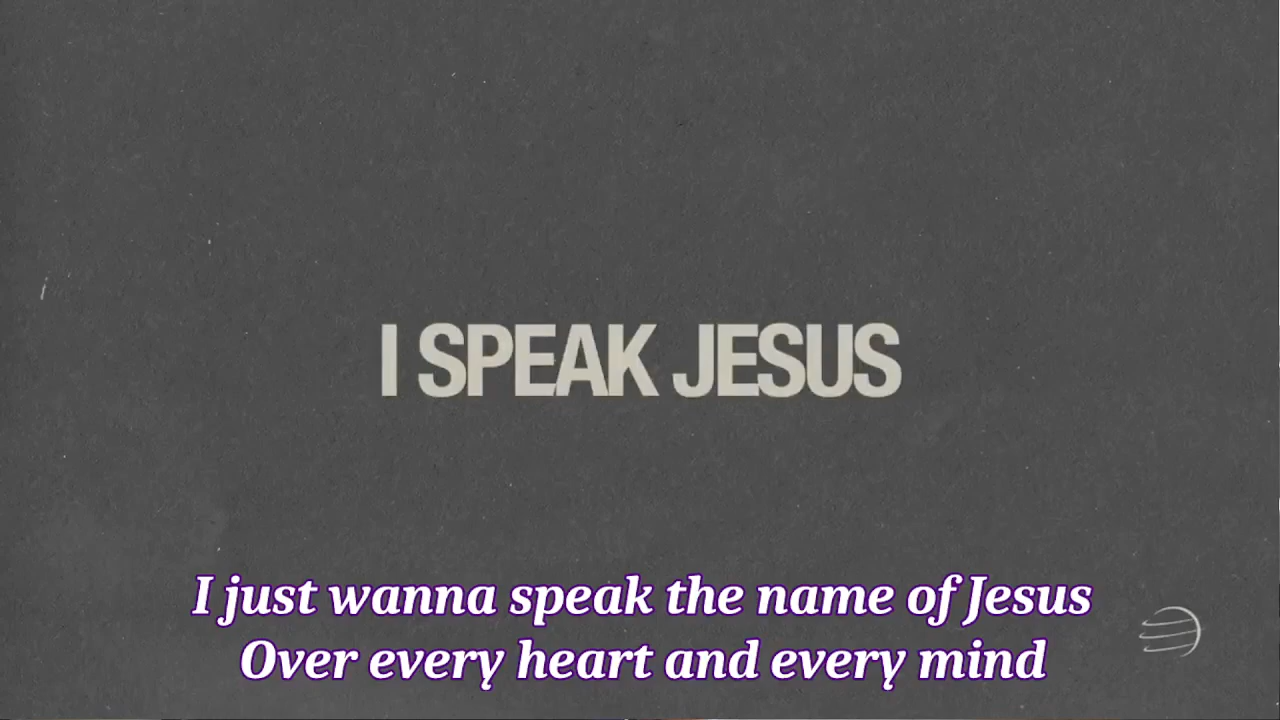 I SPEAK JESUS
I just wanna speak the name of Jesus
Over every heart and every mind